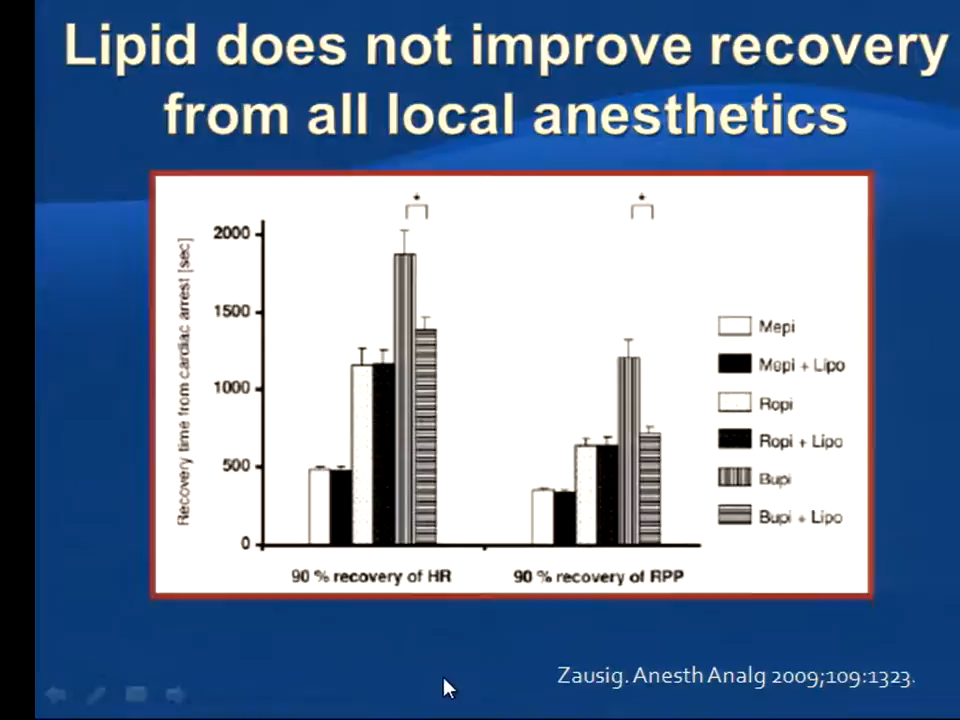 Lipid does not improve recovery
from all local anesthetics
*
*
Recovery time from cardiac arrest [sec]
2000
1500
1000
500
0
90 % recovery of HR
90 % recovery of RPP
Mepi
Mepi + Lipo
Ropi
Ropi + Lipo
Bupi
Bupi + Lipo
Zausig. Anesth Analg 2009;109:1323.